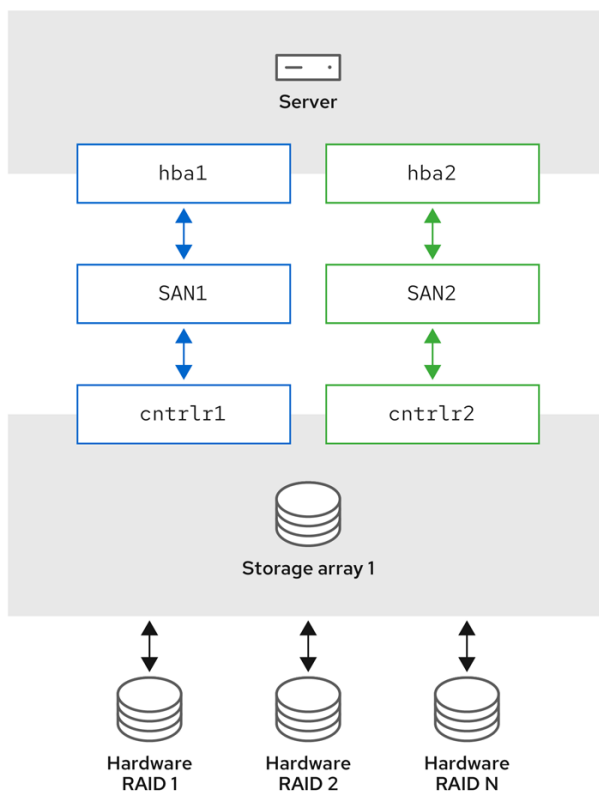 Server
hba1
hba2
SAN1
SAN2
cntrlr1
cntrlr2
Storage array 1
Hardware
RAID 1
Hardware
RAID 2
Hardware
RAID N